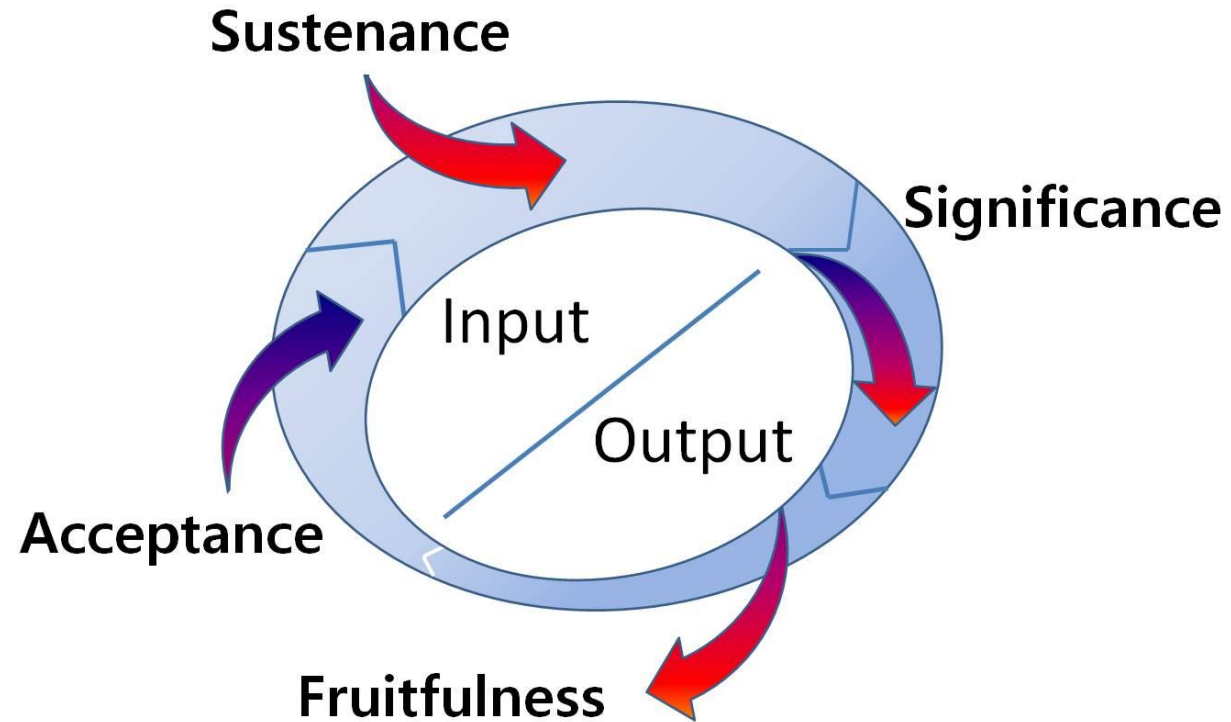 Sustenance
Significance
Input
Output
Acceptance
Fruitfulness